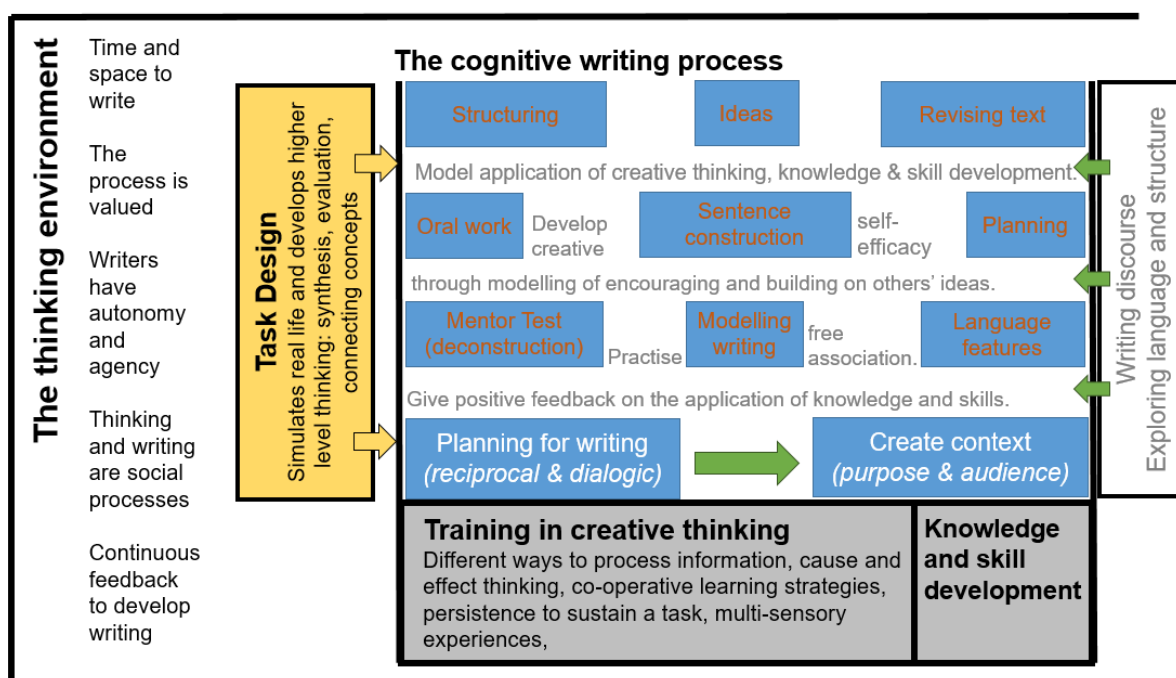 The thinking environment
Time and
space to
write
The
process is
valued
Writers
have
autonomy
and
agency
Thinking
and writing
are social
processes
Continuous
feedback
to develop
writing
Task Design
Simulates real life and develops higher
level thinking: synthesis, evaluation,
connecting concepts
The cognitive writing process
Structuring
Ideas
Revising text
Model application of creative thinking, knowledge & skill development.
Oral work
Develop
creative
Sentence
construction
self-
efficacy
Planning
through modelling of encouraging and building on others’ ideas.
Mentor Test
(deconstruction)
Practise
Modelling
writing
free
association.
Language
features
Give positive feedback on the application of knowledge and skills.
Planning for writing
(reciprocal & dialogic)
Create context
(purpose & audience)
Training in creative thinking
Different ways to process information, cause and
effect thinking, co-operative learning strategies,
persistence to sustain a task, multi-sensory
experiences,
Knowledge
and skill
development
Writing discourse
Exploring language and structure